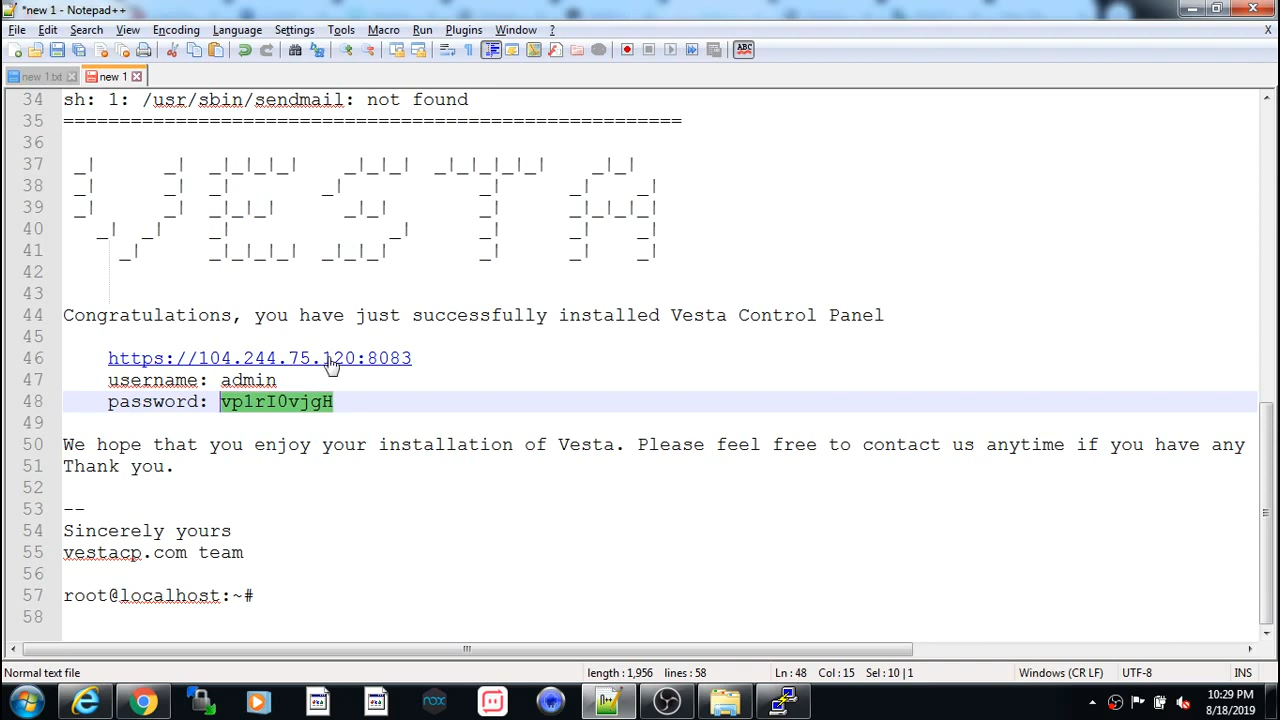 *new 1 - Notepad++
File Edit Search View Encoding Language Settings Tools Macro Run Plugins Window ? X
new 1.txt new 1
34 sh: 1: /usr/sbin/sendmail: not found
35 =======================================================
36
37 _|      _| _|_|_|_|     _|_|_| _|_|_|_|_|   _|_|
38 _|      _| _|         _|           _|     _|    _|
39 _|      _| _|_|_|       _|_|       _|     _|_|_|_|
40   _|  _|   _|               _|     _|     _|    _|
41     _|     _|_|_|_| _|_|_|         _|     _|    _|
42
43
44 Congratulations, you have just successfully installed Vesta Control Panel
45
46 https://104.244.75.120:8083
47 username: admin
48 password: vp1rI0vjgH
49
50 We hope that you enjoy your installation of Vesta. Please feel free to contact us anytime if you have any
51 Thank you.
52
53 --
54 Sincerely yours
55 vestacp.com team
56
57 root@localhost:~#
58
Normal text file length : 1,956 lines : 58 Ln : 48 Col : 15 Sel : 10 | 1 Windows (CR LF) UTF-8 INS
10:29 PM
8/18/2019